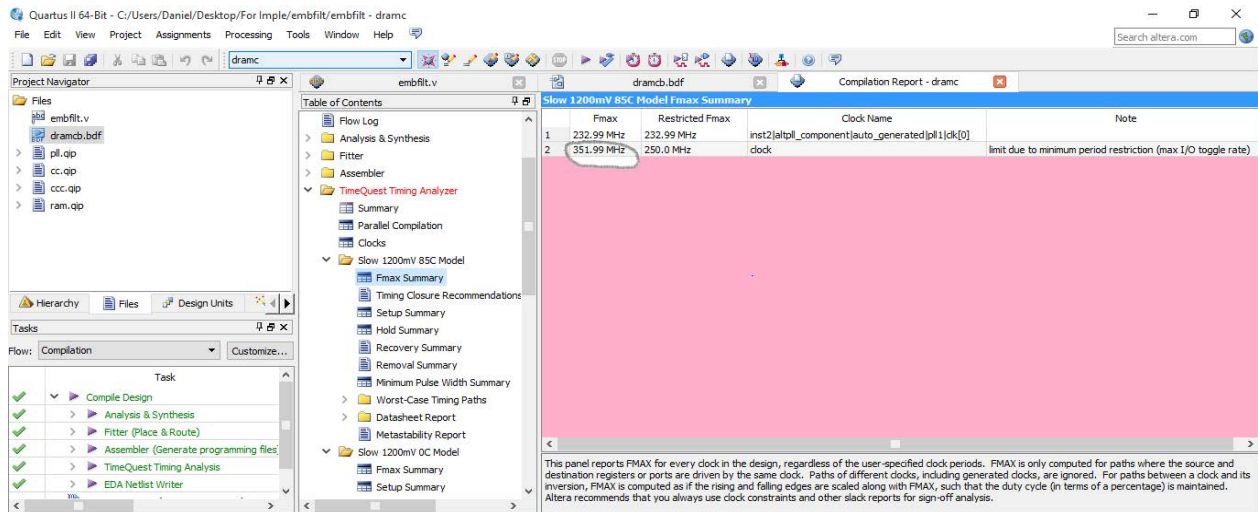 Quartus II 64-Bit - C:/Users/Daniel/Desktop/For Imple/embfilt/embfilt - dramc
File Edit View Project Assignments Processing Tools Window Help
Search altera.com
dramc
Project Navigator
Files
embfilt.v
dramcb.bdf
pll.qip
cc.qip
ccc.qip
ram.qip
Hierarchy Files Design Units
Tasks
Flow: Compilation Customize...
Task
Compile Design
Analysis & Synthesis
Fitter (Place & Route)
Assembler (Generate programming files)
TimeQuest Timing Analysis
EDA Netlist Writer
embfilt.v dramcb.bdf Compilation Report - dramc
Table of Contents
Flow Log
Analysis & Synthesis
Fitter
Assembler
TimeQuest Timing Analyzer
Summary
Parallel Compilation
Clocks
Slow 1200mV 85C Model
Fmax Summary
Timing Closure Recommendations
Setup Summary
Hold Summary
Recovery Summary
Removal Summary
Minimum Pulse Width Summary
Worst-Case Timing Paths
Datasheet Report
Metastability Report
Slow 1200mV 0C Model
Fmax Summary
Setup Summary
Slow 1200mV 85C Model Fmax Summary
Fmax Restricted Fmax Clock Name Note
1 232.99 MHz 232.99 MHz inst2|altpll_component|auto_generated|pll1|clk[0]
2 351.99 MHz 250.0 MHz clock limit due to minimum period restriction (max I/O toggle rate)
This panel reports FMAX for every clock in the design, regardless of the user-specified clock periods. FMAX is only computed for paths where the source and
destination registers or ports are driven by the same clock. Paths of different clocks, including generated clocks, are ignored. For paths between a clock and its
inversion, FMAX is computed as if the rising and falling edges are scaled along with FMAX, such that the duty cycle (in terms of a percentage) is maintained.
Altera recommends that you always use clock constraints and other slack reports for sign-off analysis.